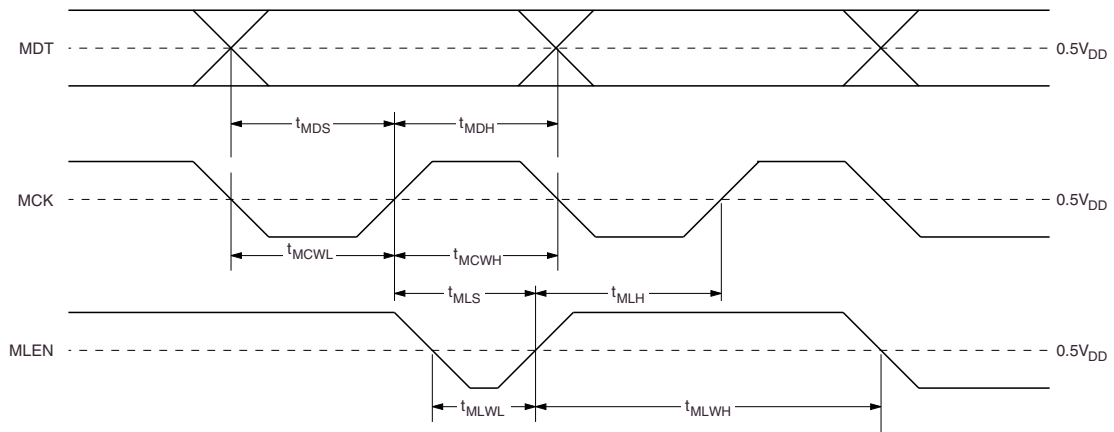 MDT 0.5VDD
tMDS tMDH
MCK 0.5VDD
tMCWL tMCWH
tMLS tMLH
MLEN 0.5VDD
tMLWL tMLWH